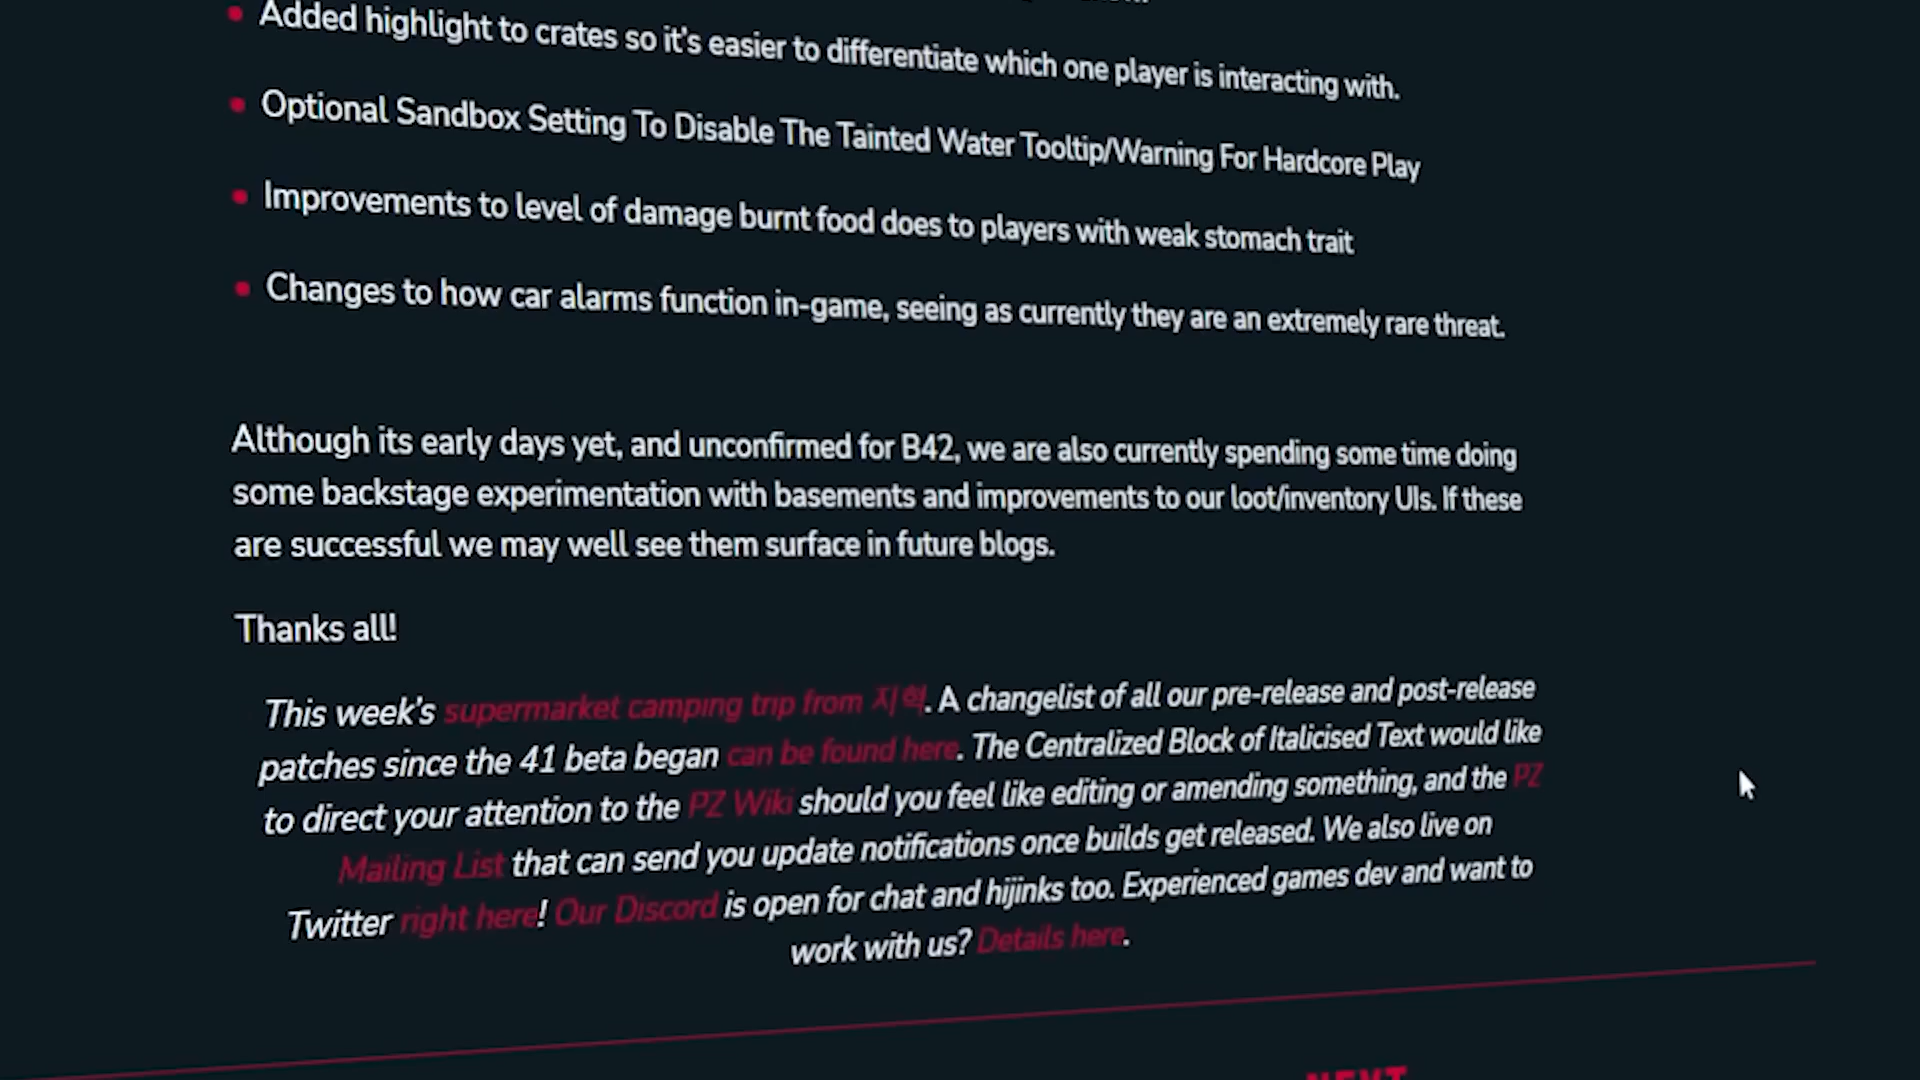 Added highlight to crates so it's easier to differentiate which one player is interacting with.
Optional Sandbox Setting To Disable The Tainted Water Tooltip/Warning For Hardcore Play
Improvements to level of damage burnt food does to players with weak stomach trait
Changes to how car alarms function in-game, seeing as currently they are an extremely rare threat.
Although its early days yet, and unconfirmed for B42, we are also currently spending some time doing
some backstage experimentation with basements and improvements to our loot/inventory UIs. If these
are successful we may well see them surface in future blogs.
Thanks all!
This week's supermarket camping trip from 지혁. A changelist of all our pre-release and post-release
patches since the 41 beta began can be found here. The Centralized Block of Italicised Text would like
to direct your attention to the PZ Wiki should you feel like editing or amending something, and the PZ
Mailing List that can send you update notifications once builds get released. We also live on
Twitter right here! Our Discord is open for chat and hijinks too. Experienced games dev and want to
work with us? Details here.
NEXT